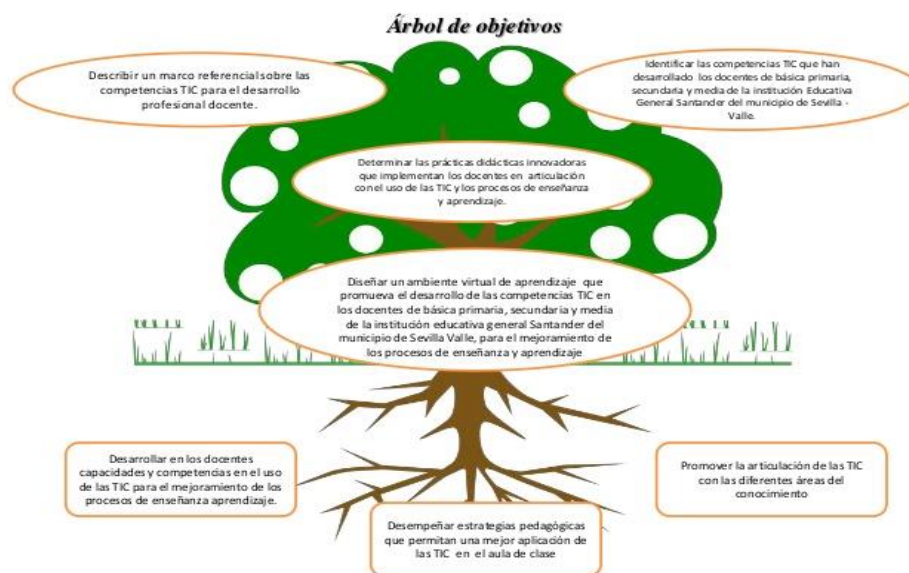 Árbol de objetivos
Describir un marco referencial sobre las
competencias TIC para el desarrollo
profesional docente.
Identificar las competencias TIC que han
desarrollado los docentes de básica primaria,
secundaria y media de la institución Educativa
General Santander del municipio de Sevilla -
Valle.
Determinar las prácticas didácticas innovadoras
que implementan los docentes en articulación
con el uso de las TIC y los procesos de enseñanza
y aprendizaje.
Diseñar un ambiente virtual de aprendizaje que
promueva el desarrollo de las competencias TIC en
los docentes de básica primaria, secundaria y media
de la institución educativa general Santander del
municipio de Sevilla Valle, para el mejoramiento de
los procesos de enseñanza y aprendizaje
Desarrollar en los docentes
capacidades y competencias en el uso
de las TIC para el mejoramiento de los
procesos de enseñanza aprendizaje.
Desempeñar estrategias pedagógicas
que permitan una mejor aplicación de
las TIC en el aula de clase
Promover la articulación de las TIC
con las diferentes áreas del
conocimiento